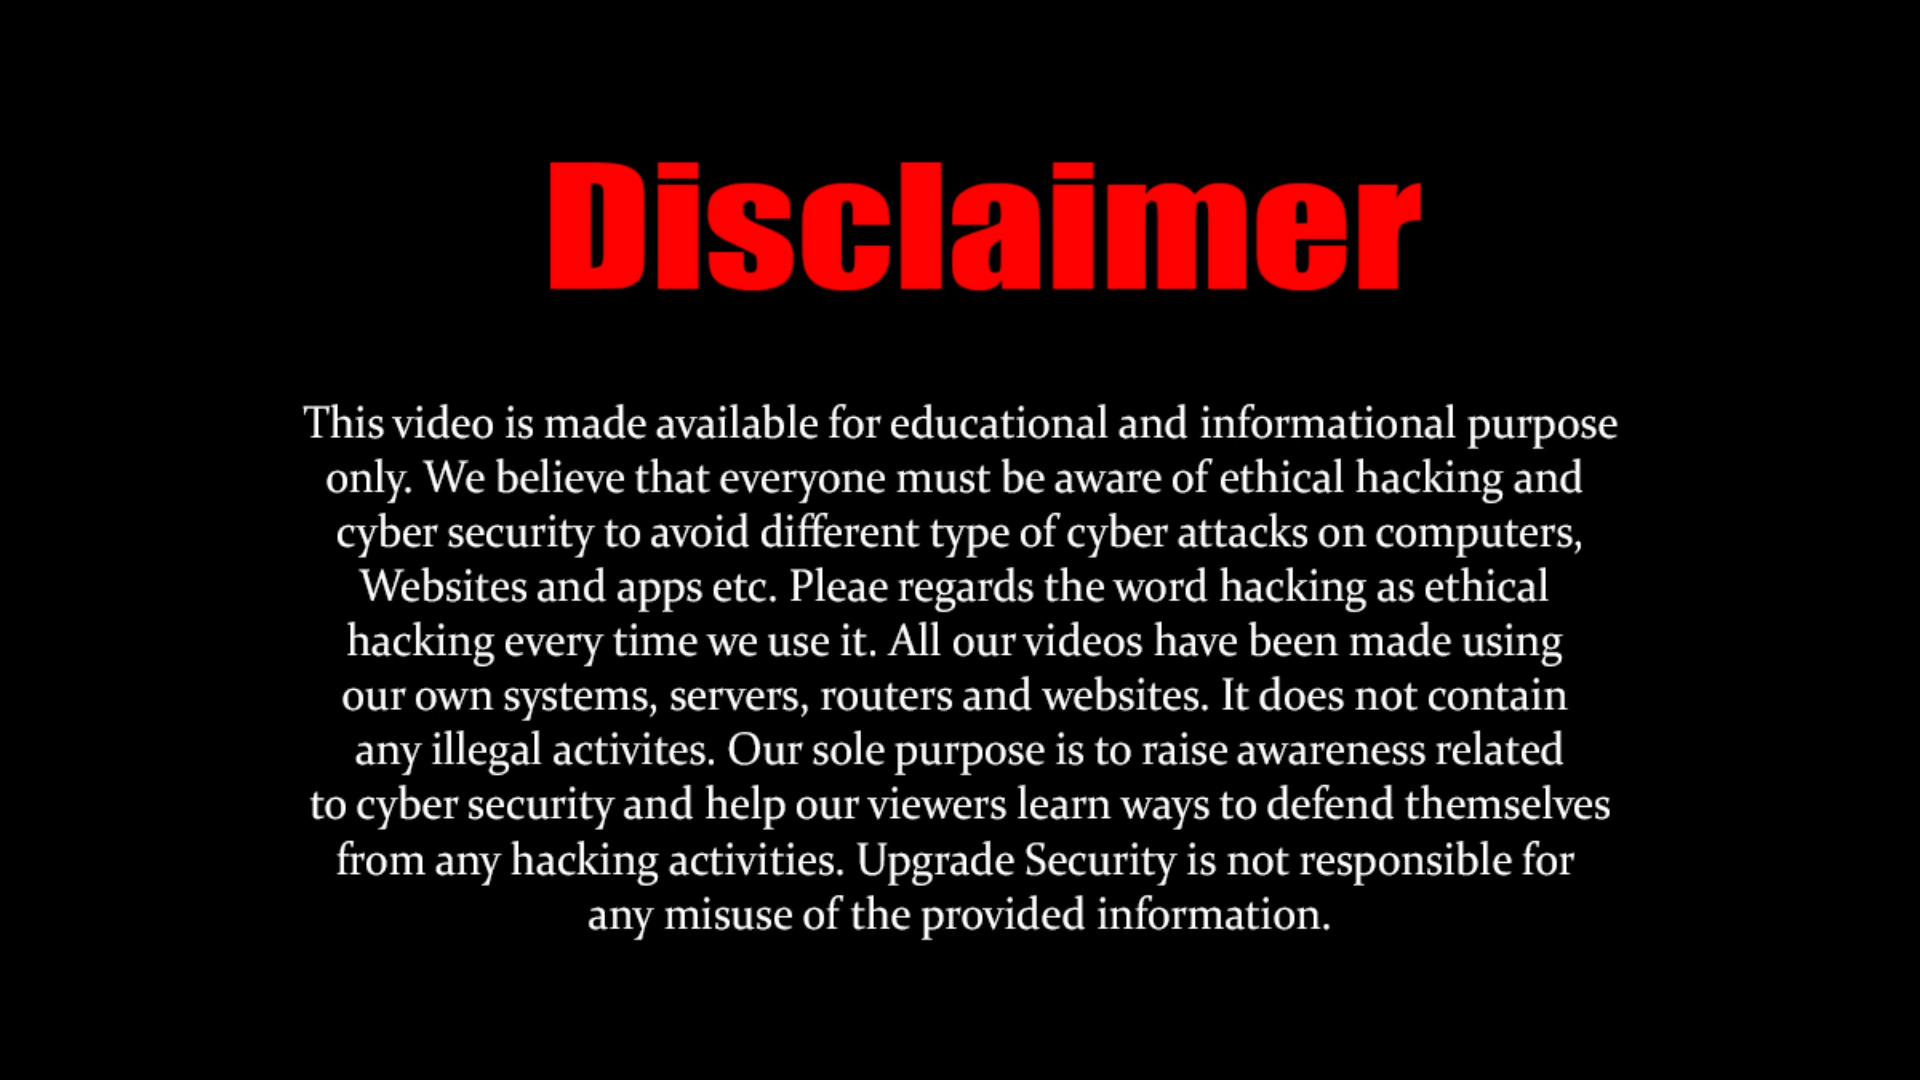 Disclaimer
This video is made available for educational and informational purpose
only. We believe that everyone must be aware of ethical hacking and
cyber security to avoid different type of cyber attacks on computers,
Websites and apps etc. Pleae regards the word hacking as ethical
hacking every time we use it. All our videos have been made using
our own systems, servers, routers and websites. It does not contain
any illegal activites. Our sole purpose is to raise awareness related
to cyber security and help our viewers learn ways to defend themselves
from any hacking activities. Upgrade Security is not responsible for
any misuse of the provided information.